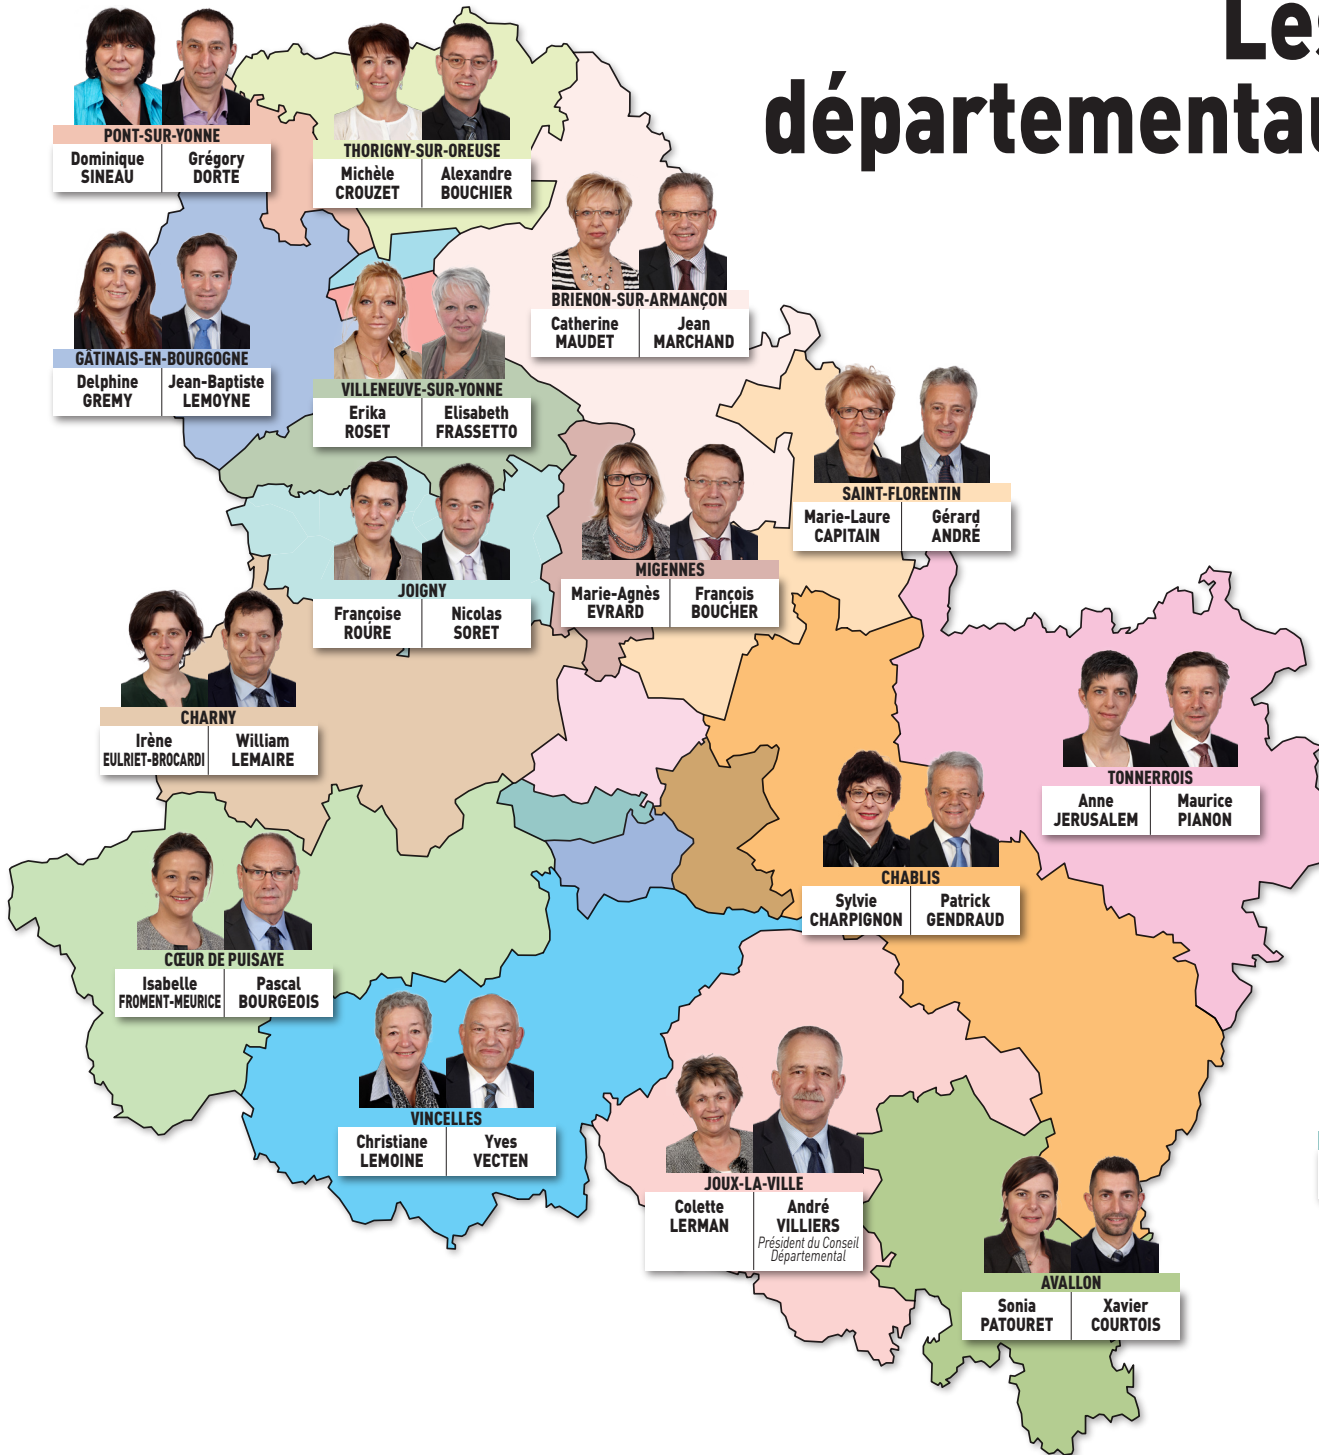 Les
départementau
PONT-SUR-YONNE
Dominique
SINEAU
Grégory
DORTE
THORIGNY-SUR-OREUSE
Michèle
CROUZET
Alexandre
BOUCHIER
BRIENON-SUR-ARMANÇON
Catherine
MAUDET
Jean
MARCHAND
GÂTINAIS-EN-BOURGOGNE
Delphine
GREMY
Jean-Baptiste
LEMOYNE
VILLENEUVE-SUR-YONNE
Erika
ROSET
Elisabeth
FRASSETTO
SAINT-FLORENTIN
Marie-Laure
CAPITAIN
Gérard
ANDRÉ
MIGENNES
Marie-Agnès
EVRARD
François
BOUCHER
JOIGNY
Françoise
ROURE
Nicolas
SORET
CHARNY
Irène
EULRIET-BROCARDI
William
LEMAIRE
TONNERROIS
Anne
JERUSALEM
Maurice
PIANON
CHABLIS
Sylvie
CHARPIGNON
Patrick
GENDRAUD
CŒUR DE PUISAYE
Isabelle
FROMENT-MEURICE
Pascal
BOURGEOIS
VINCELLES
Christiane
LEMOINE
Yves
VECTEN
JOUX-LA-VILLE
Colette
LERMAN
André
VILLIERS
Président du Conseil
Départemental
AVALLON
Sonia
PATOURET
Xavier
COURTOIS